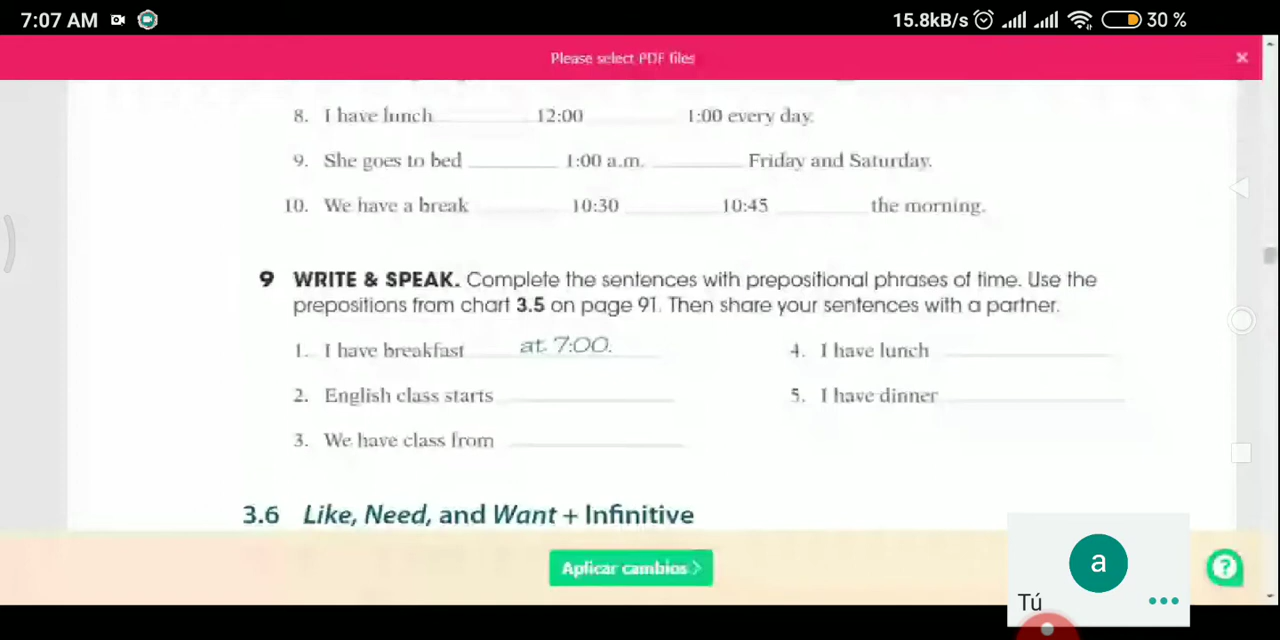 7:07 AM 15.8kB/s 30 %
Please select PDF files
8. I have lunch 12:00 1:00 every day.
9. She goes to bed 1:00 a.m. Friday and Saturday.
10. We have a break 10:30 10:45 the morning.
9 WRITE & SPEAK. Complete the sentences with prepositional phrases of time. Use the
prepositions from chart 3.5 on page 91. Then share your sentences with a partner.
1. I have breakfast at 7:00.
2. English class starts
3. We have class from
4. I have lunch
5. I have dinner
3.6 Like, Need, and Want + Infinitive
Aplicar cambios
a
Tú